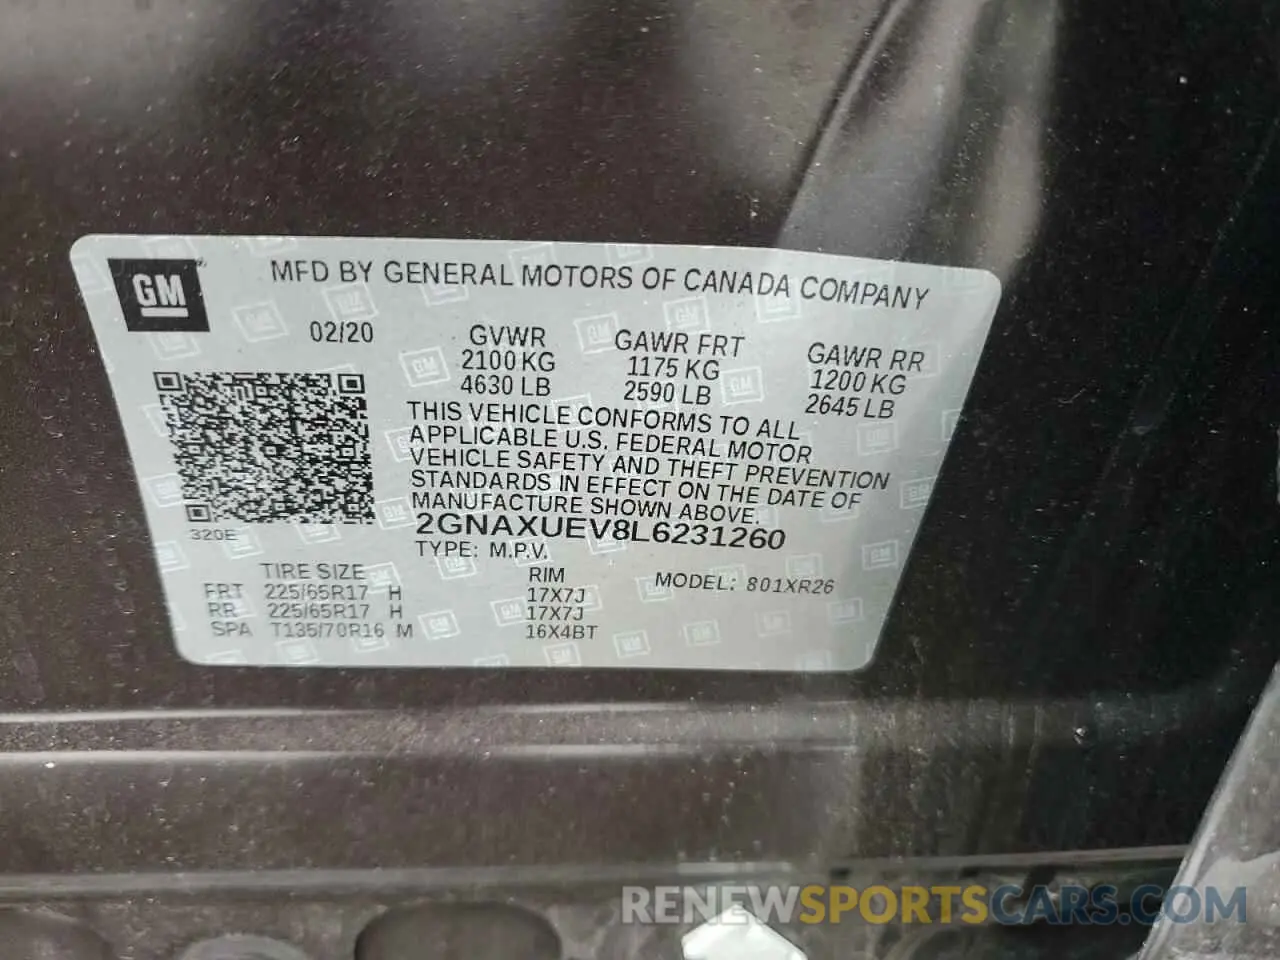 GM
MFD BY GENERAL MOTORS OF CANADA COMPANY
02/20
GVWR
2100 KG
4630 LB
GAWR FRT
1175 KG
2590 LB
GAWR RR
1200 KG
2645 LB
THIS VEHICLE CONFORMS TO ALL
APPLICABLE U.S. FEDERAL MOTOR
VEHICLE SAFETY AND THEFT PREVENTION
STANDARDS IN EFFECT ON THE DATE OF
MANUFACTURE SHOWN ABOVE.
2GNAXUEV8L6231260
TYPE: M.P.V.
320E
TIRE SIZE RIM MODEL: 801XR26
FRT 225/65R17 H 17X7J
RR 225/65R17 H 17X7J
SPA T135/70R16 M 16X4BT
RENEWSPORTSCARS.COM